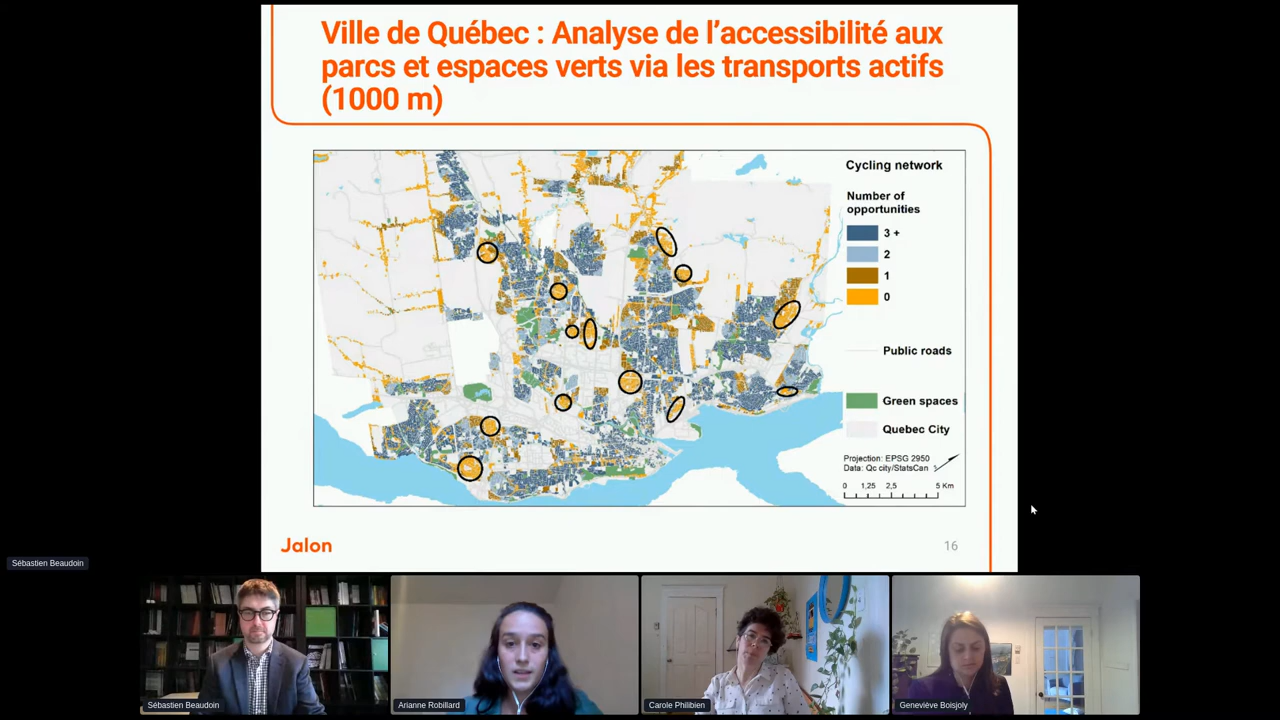 Ville de Québec : Analyse de l’accessibilité aux
parcs et espaces verts via les transports actifs
(1000 m)
Cycling network
Number of
opportunities
3 +
2
1
0
Public roads
Green spaces
Quebec City
Projection: EPSG 2950
Data: Qc city/StatsCan
0 1,25 2,5 5 Km
Jalon
16
Sébastien Beaudoin
Sébastien Beaudoin
Arianne Robillard
Carole Philibien
Geneviève Boisjoly